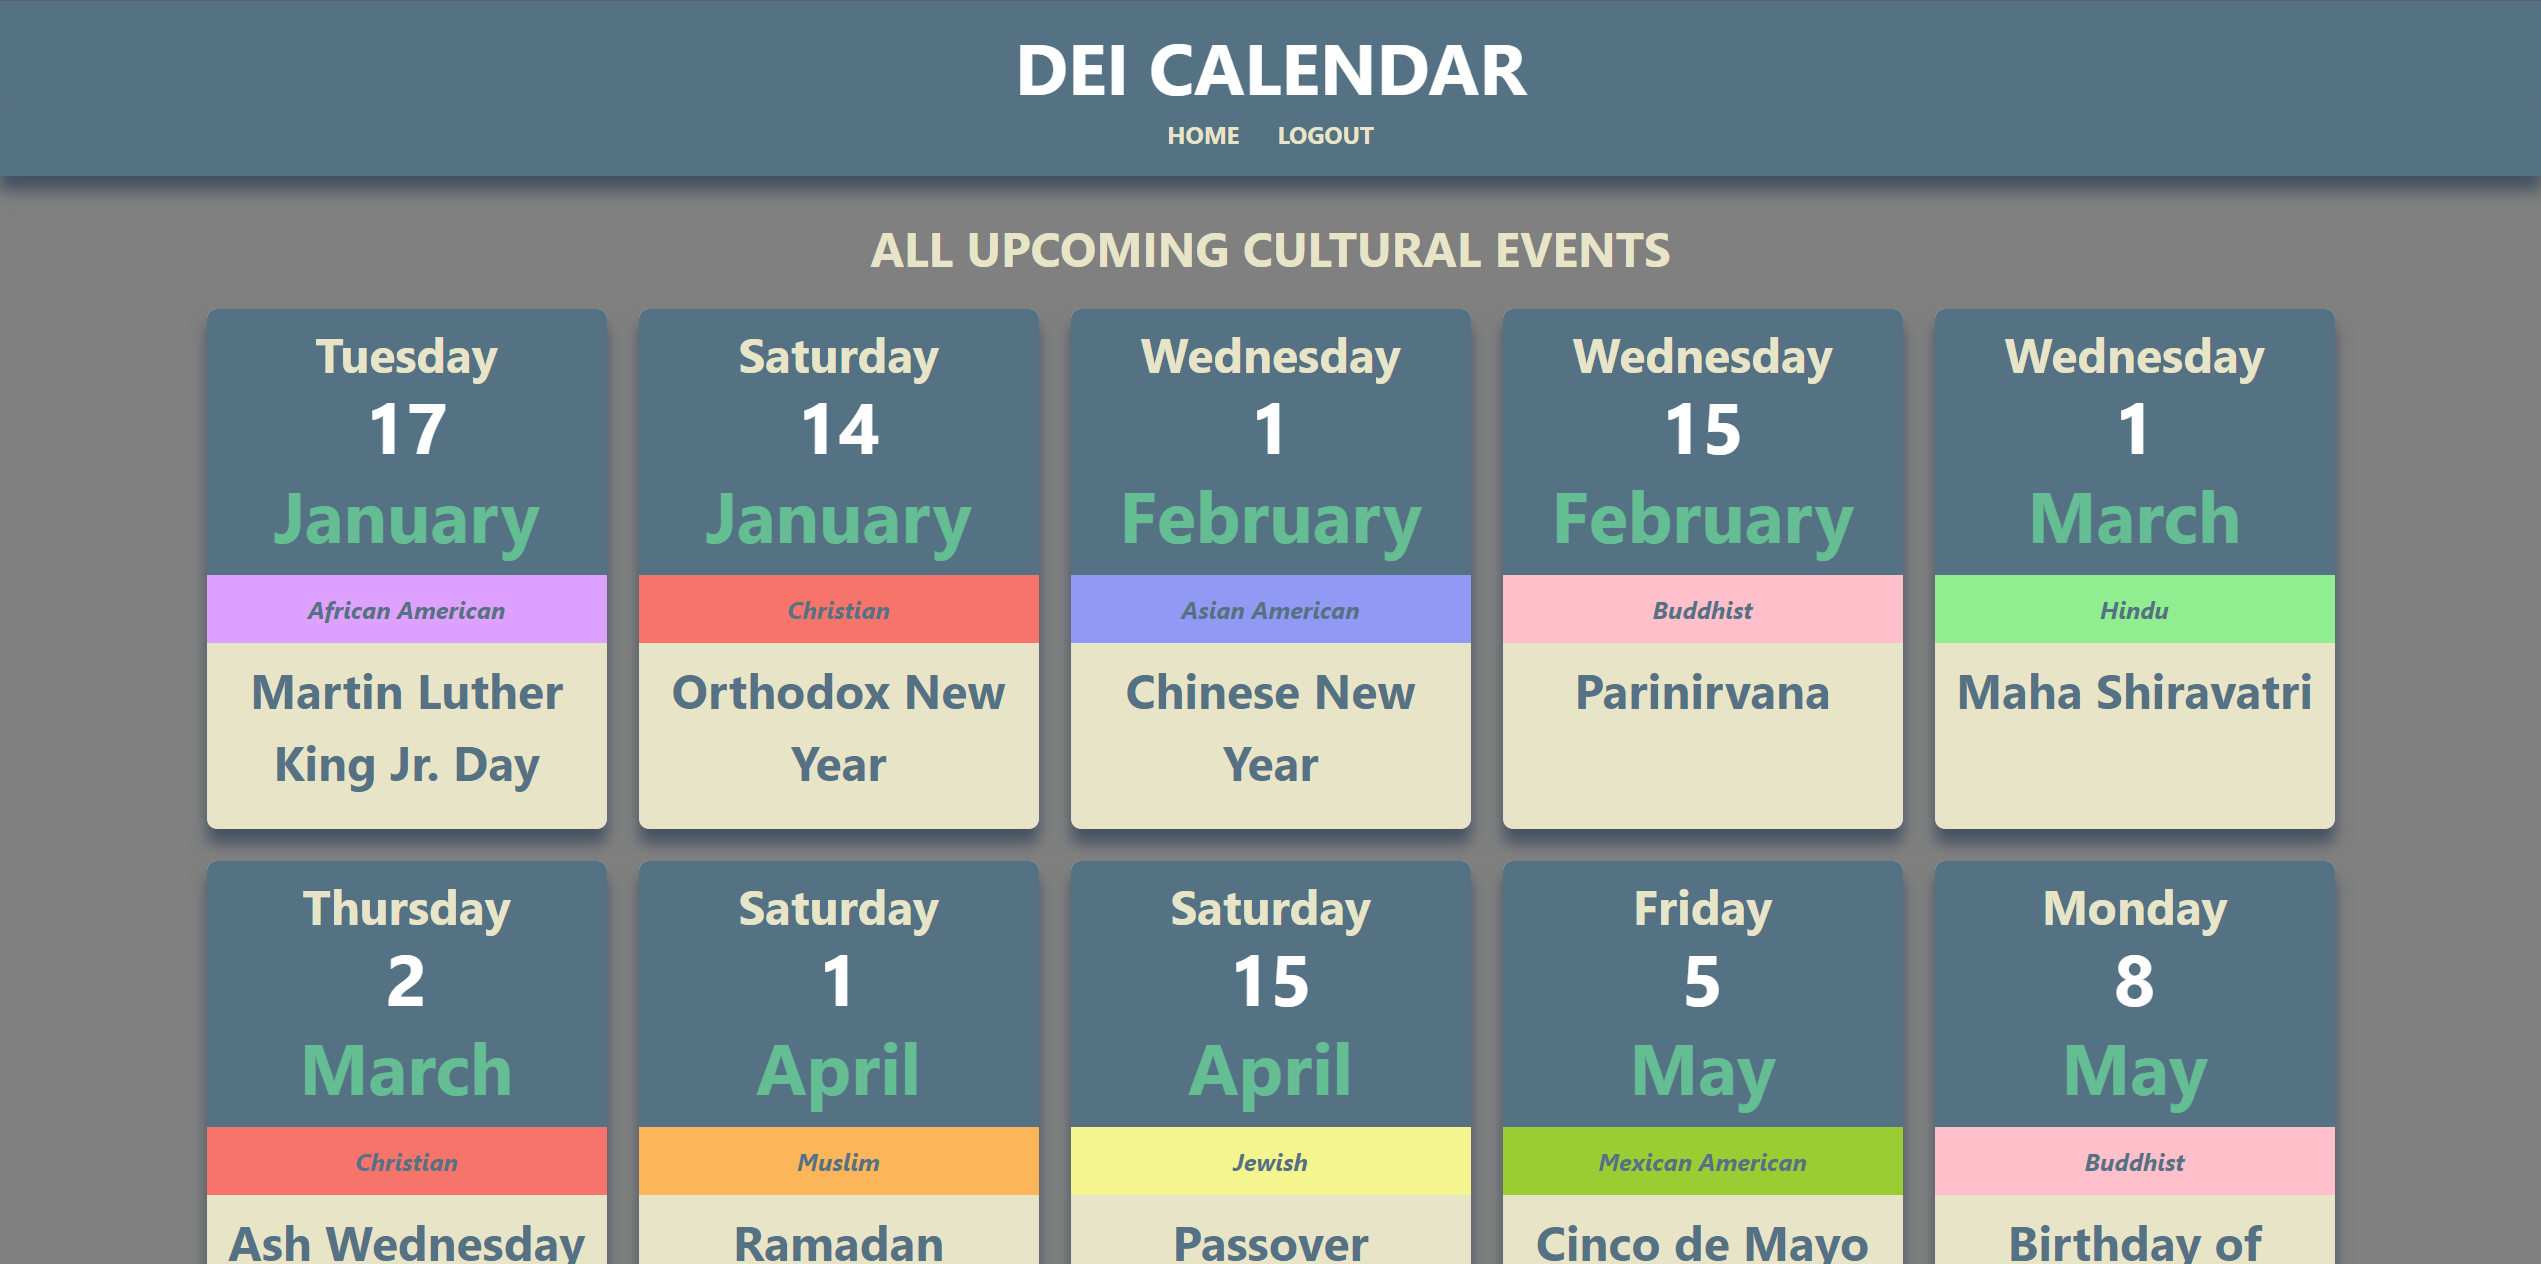 DEI CALENDAR
HOME LOGOUT
ALL UPCOMING CULTURAL EVENTS
Tuesday
17
January
African American
Martin Luther
King Jr. Day
Saturday
14
January
Christian
Orthodox New
Year
Wednesday
1
February
Asian American
Chinese New
Year
Wednesday
15
February
Buddhist
Parinirvana
Wednesday
1
March
Hindu
Maha Shiravatri
Thursday
2
March
Christian
Ash Wednesday
Saturday
1
April
Muslim
Ramadan
Saturday
15
April
Jewish
Passover
Friday
5
May
Mexican American
Cinco de Mayo
Monday
8
May
Buddhist
Birthday of